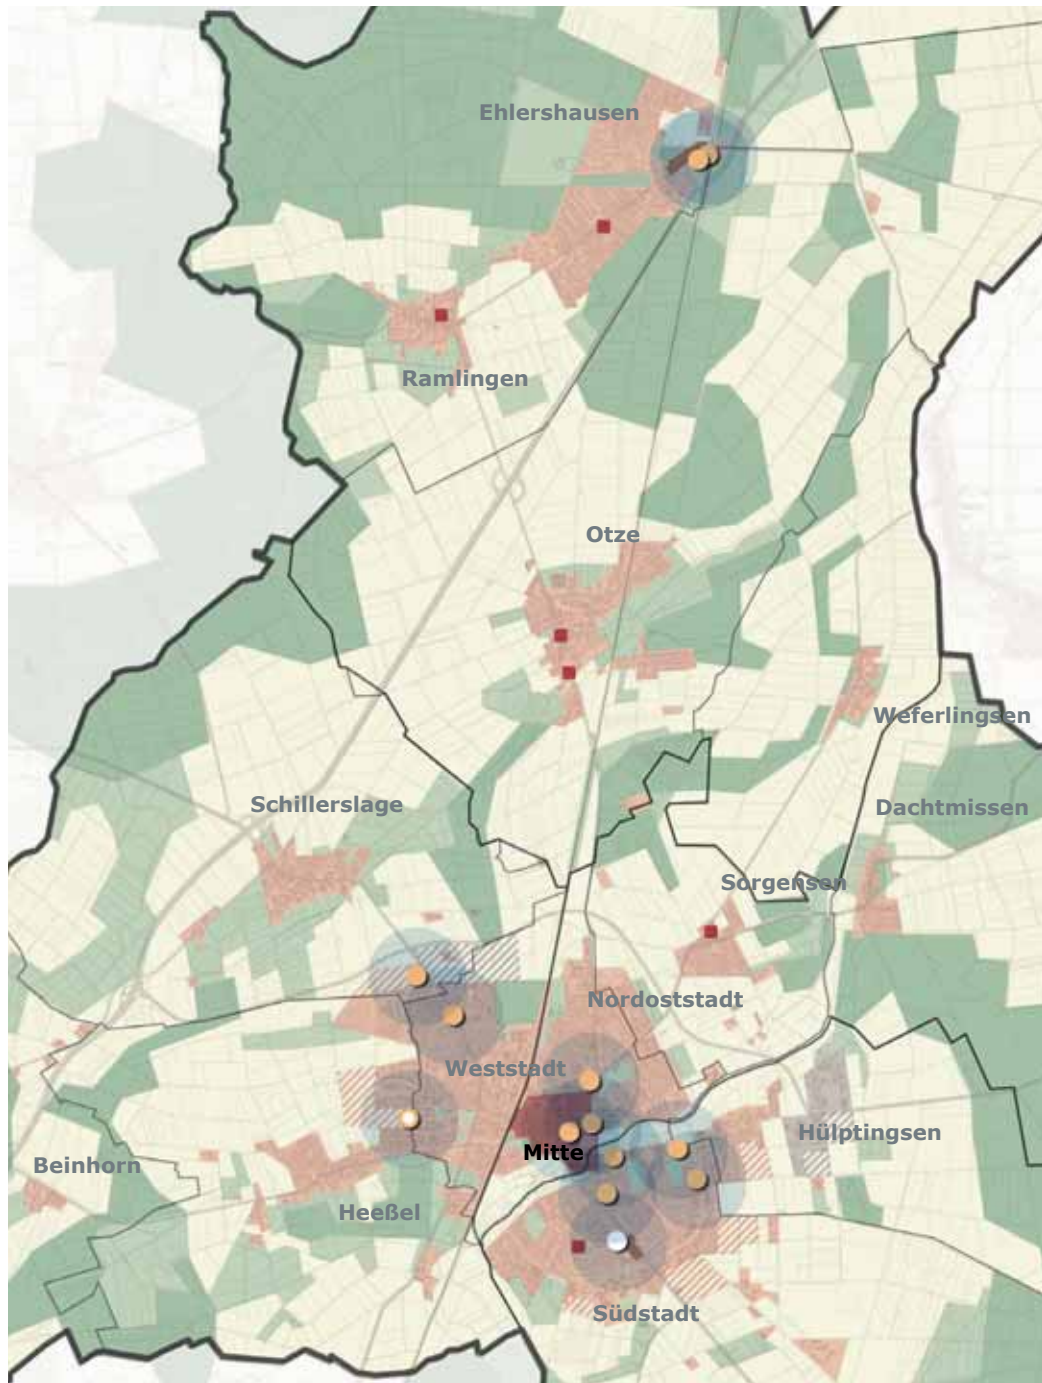 Ehlershausen
Ramlingen
Otze
Weferlingsen
Schillerslage
Dachtmissen
Sorgensen
Nordoststadt
Weststadt
Hülptingsen
Mitte
Beinhorn
Heeßel
Südstadt